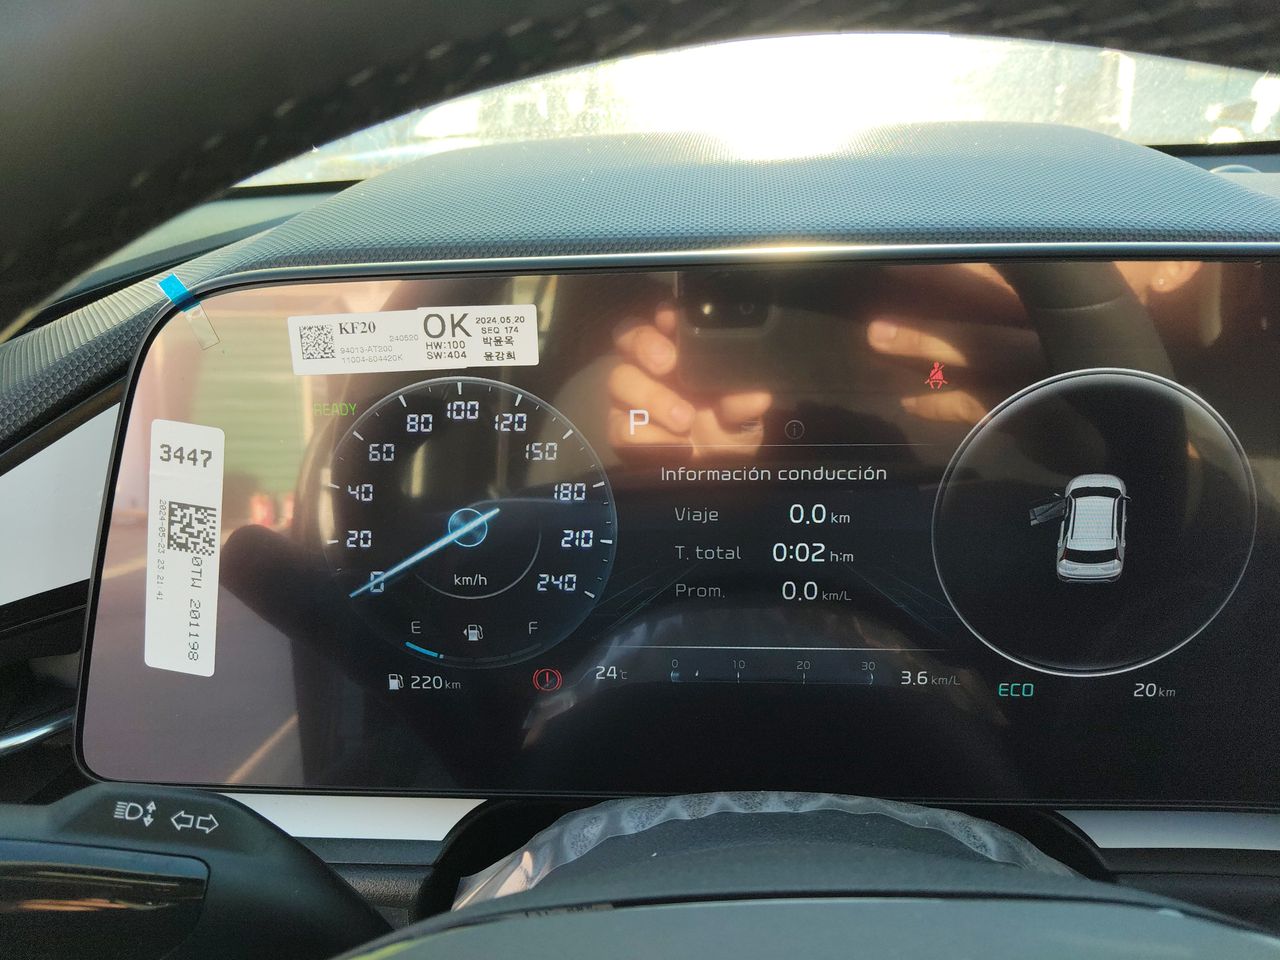 KF20
240520
94013-AT200
11004-604420K
OK
HW:100
SW:404
2024.05.20
SEQ 174
박윤목
윤강희
3447
2024-05-23 23 21 41
0TW 201198
READY
0
20
40
60
80
100
120
150
180
210
240
km/h
E
F
220 km
P
Información conducción
Viaje 0.0 km
T. total 0:02 h:m
Prom. 0.0 km/L
24°c
0 10 20 30
3.6 km/L
ECO
20 km